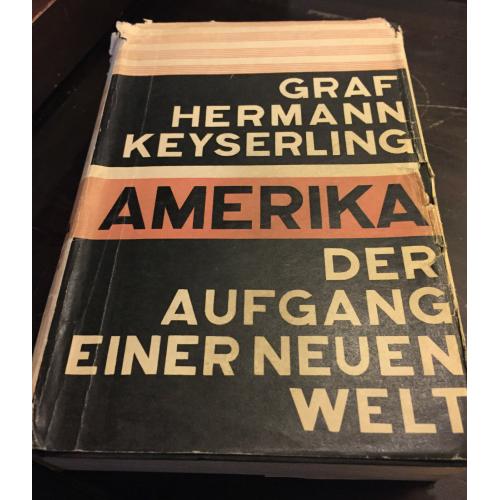 GRAF
HERMANN
KEYSERLING
AMERIKA
DER
AUFGANG
EINER NEUEN
WELT